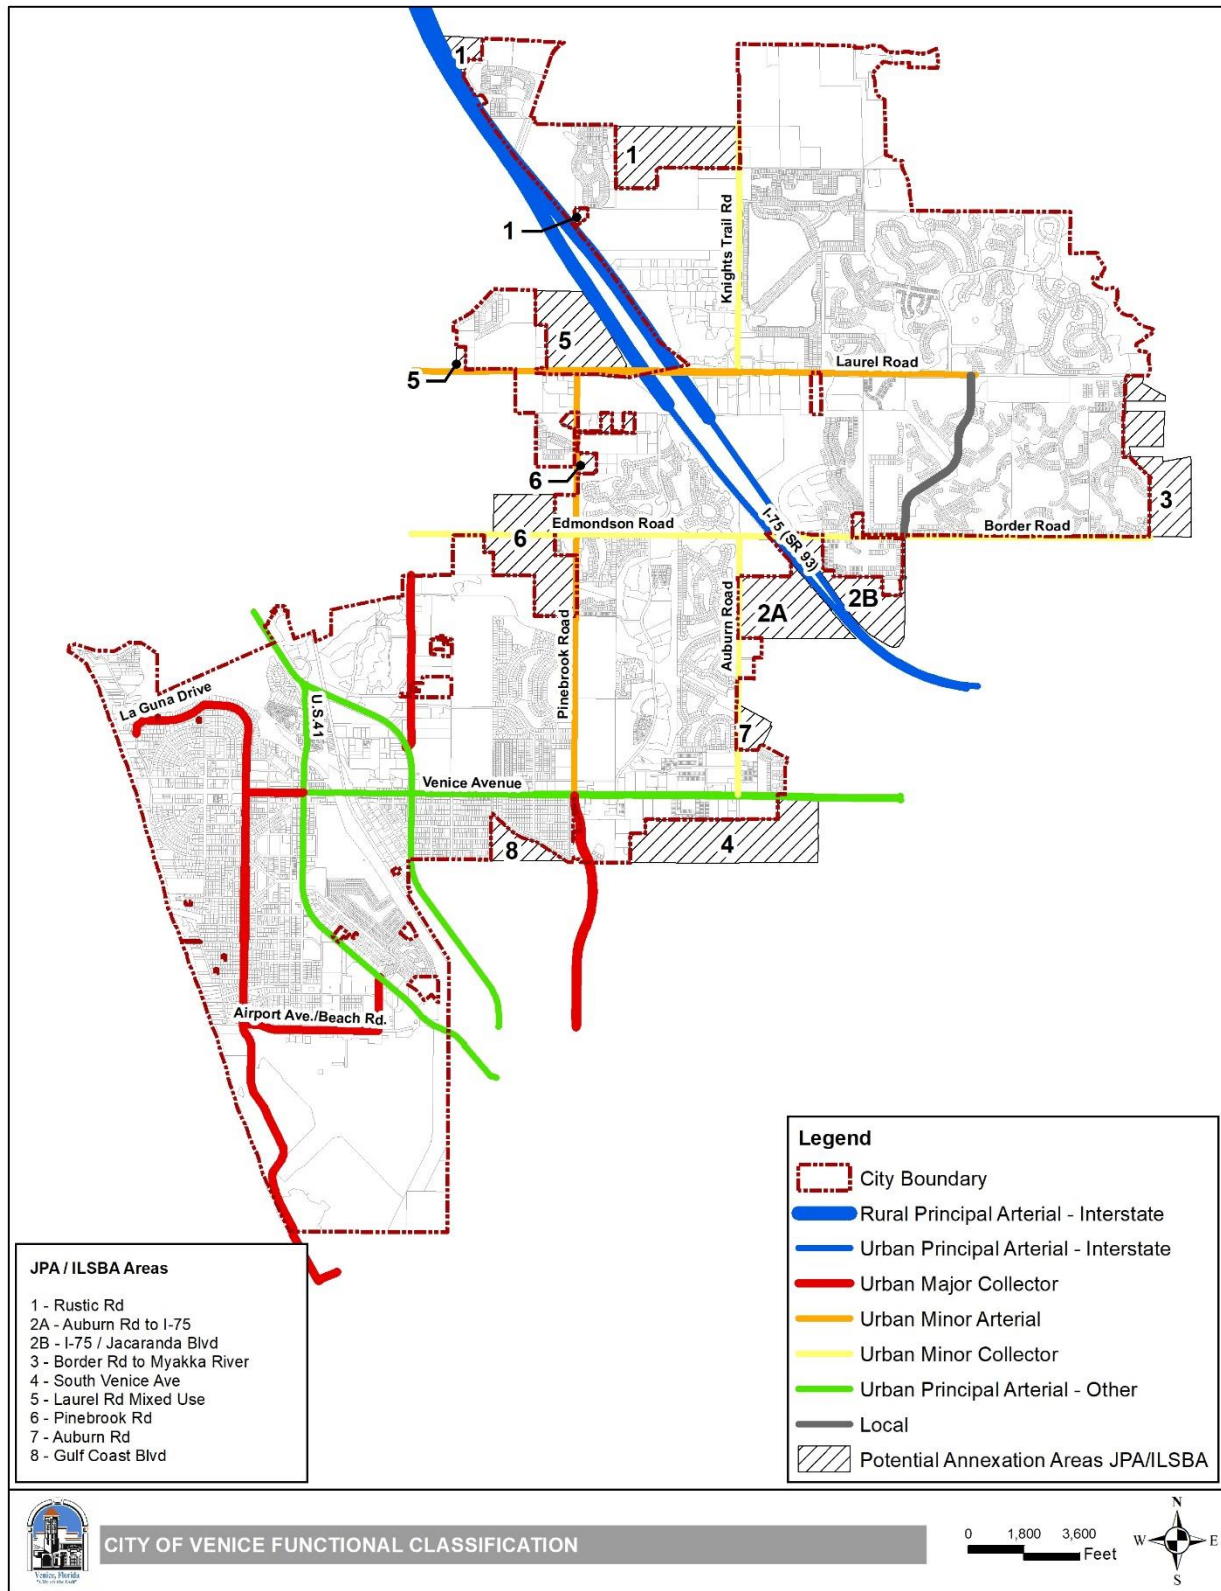 1
1
1
Knights Trail Rd
5
Laurel Road
5
6
3
I-75 (SR 93)
Edmondson Road
Border Road
6
2A
2B
Auburn Road
Pinebrook Road
La Guna Drive
U.S 41
7
Venice Avenue
8
4
Airport Ave./Beach Rd.
Legend
City Boundary
Rural Principal Arterial - Interstate
Urban Principal Arterial - Interstate
Urban Major Collector
Urban Minor Arterial
Urban Minor Collector
Urban Principal Arterial - Other
Local
Potential Annexation Areas JPA/ILSBA
JPA / ILSBA Areas
1 - Rustic Rd
2A - Auburn Rd to I-75
2B - I-75 / Jacaranda Blvd
3 - Border Rd to Myakka River
4 - South Venice Ave
5 - Laurel Rd Mixed Use
6 - Pinebrook Rd
7 - Auburn Rd
8 - Gulf Coast Blvd
Venice, Florida
"City on the Gulf"
CITY OF VENICE FUNCTIONAL CLASSIFICATION
0 1,800 3,600
Feet
N
W E
S